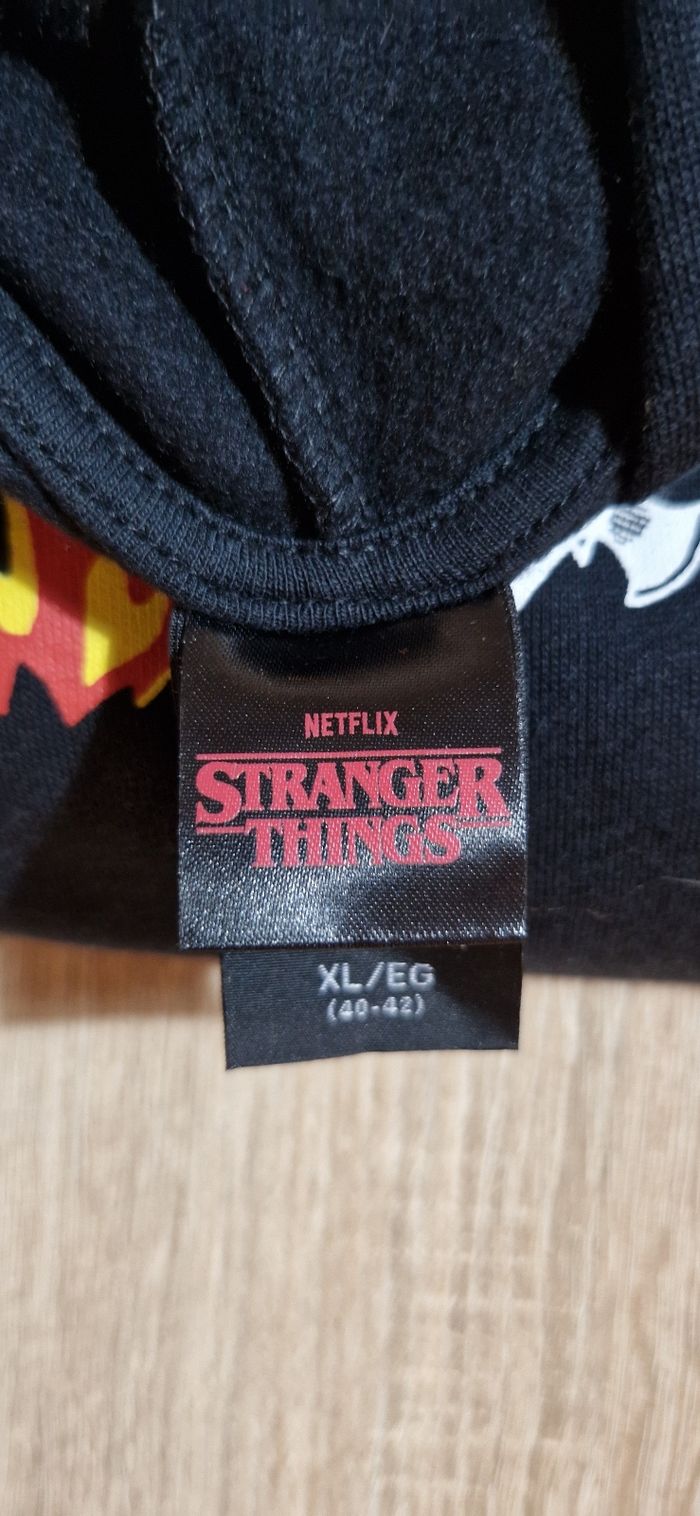 NETFLIX
STRANGER
THINGS
XL/EG
(40-42)